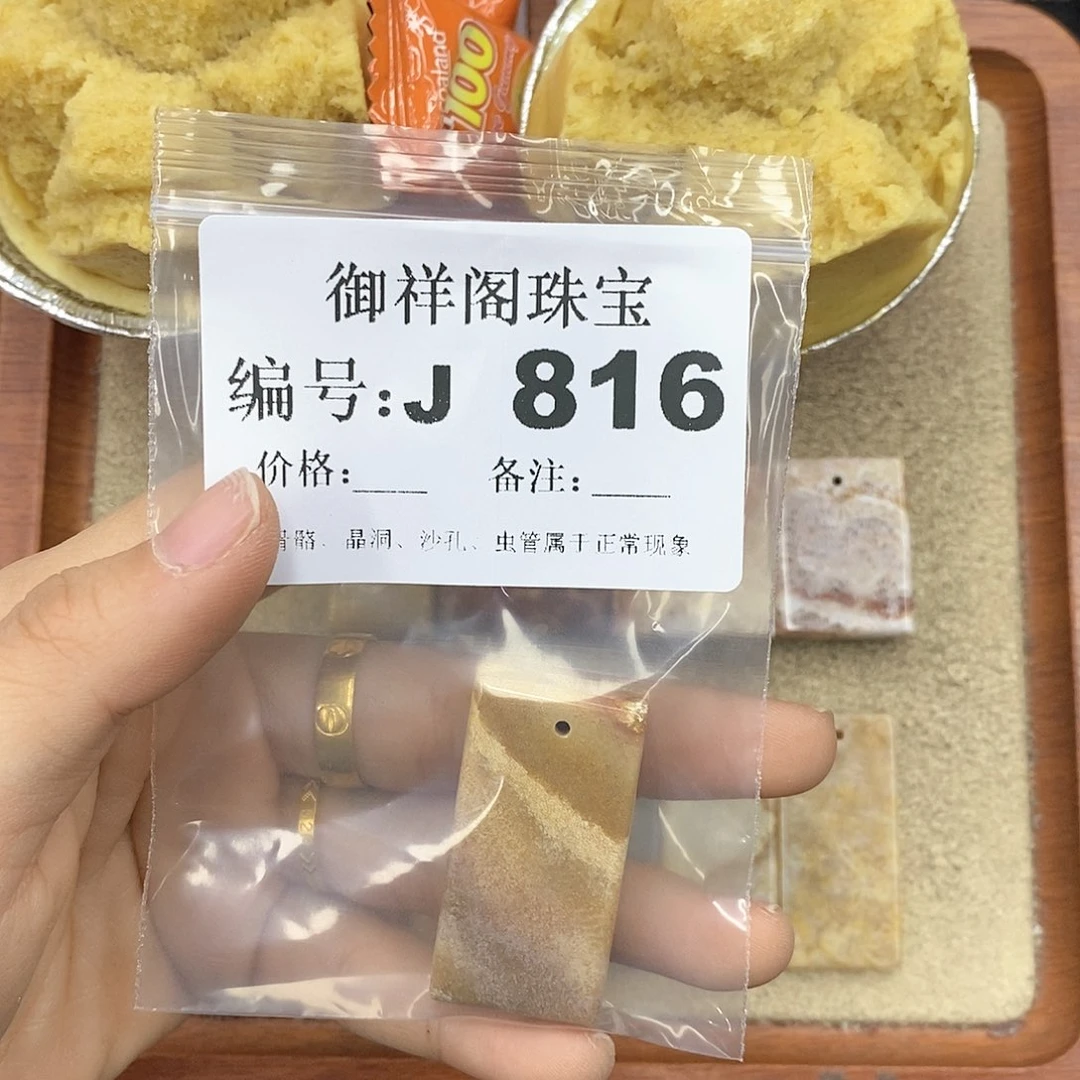 100
御祥阁珠宝
编号:J 816
价格:____ 备注:____
骼、晶洞、沙孔、虫管属于正常现象